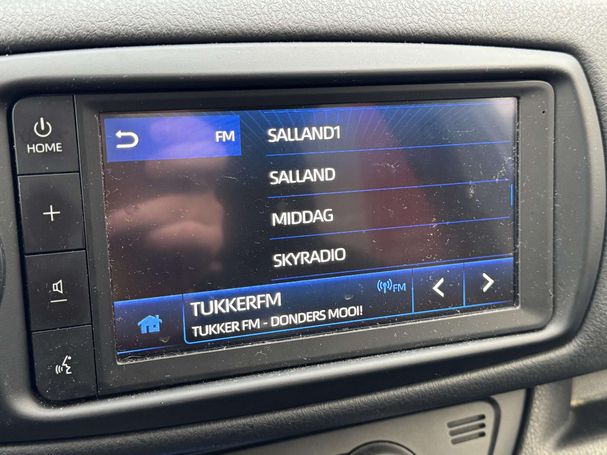 HOME
FM
SALLAND1
SALLAND
MIDDAG
SKYRADIO
TUKKERFM
FM
TUKKER FM - DONDERS MOOI!